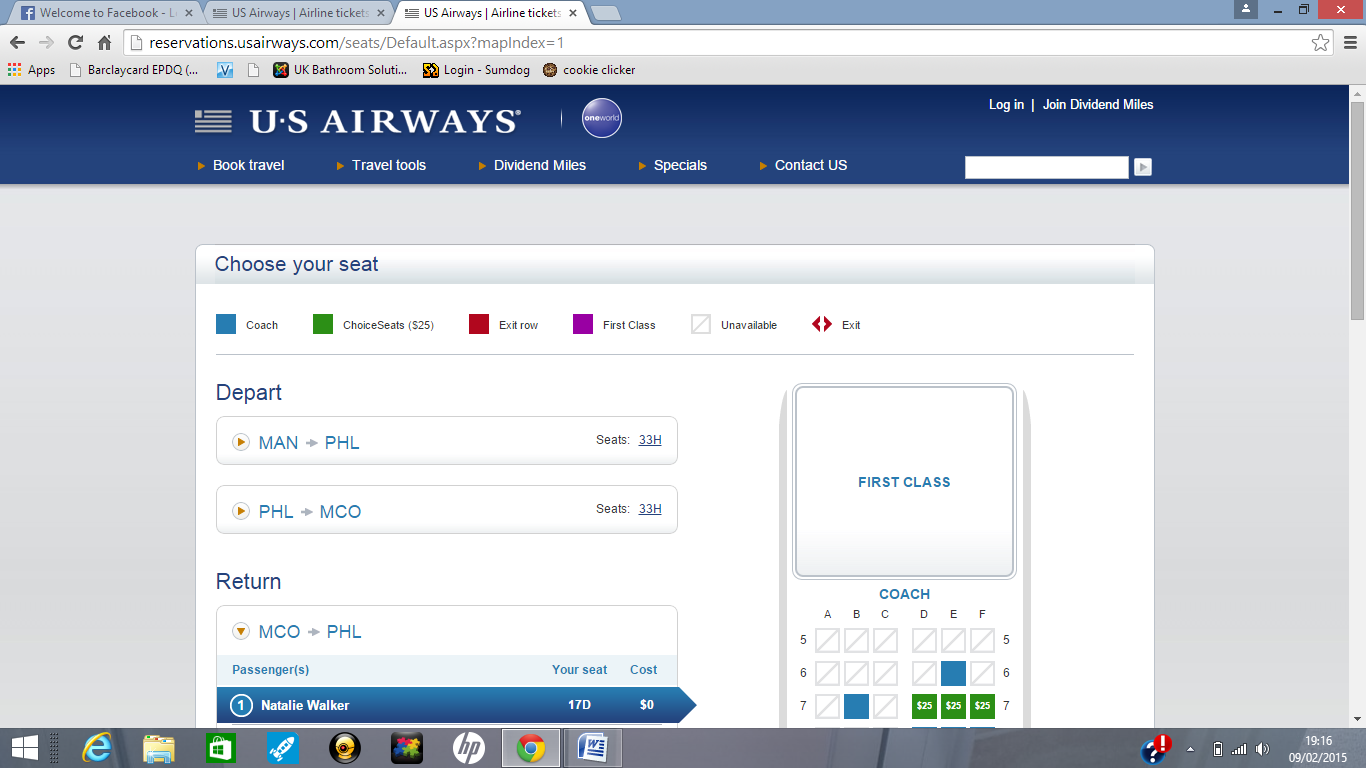 Welcome to Facebook - L
US Airways | Airline tickets
US Airways | Airline tickets
reservations.usairways.com/seats/Default.aspx?mapIndex=1
Apps Barclaycard EPDQ (... UK Bathroom Soluti... Login - Sumdog cookie clicker
Log in | Join Dividend Miles
U·S AIRWAYS® oneworld
Book travel Travel tools Dividend Miles Specials Contact US
Choose your seat
Coach ChoiceSeats ($25) Exit row First Class Unavailable Exit
Depart
MAN PHL Seats: 33H
PHL MCO Seats: 33H
Return
MCO PHL
Passenger(s) Your seat Cost
1 Natalie Walker 17D $0
FIRST CLASS
COACH
A B C D E F
5 5
6 6
7 $25 $25 $25 7
19:16
09/02/2015